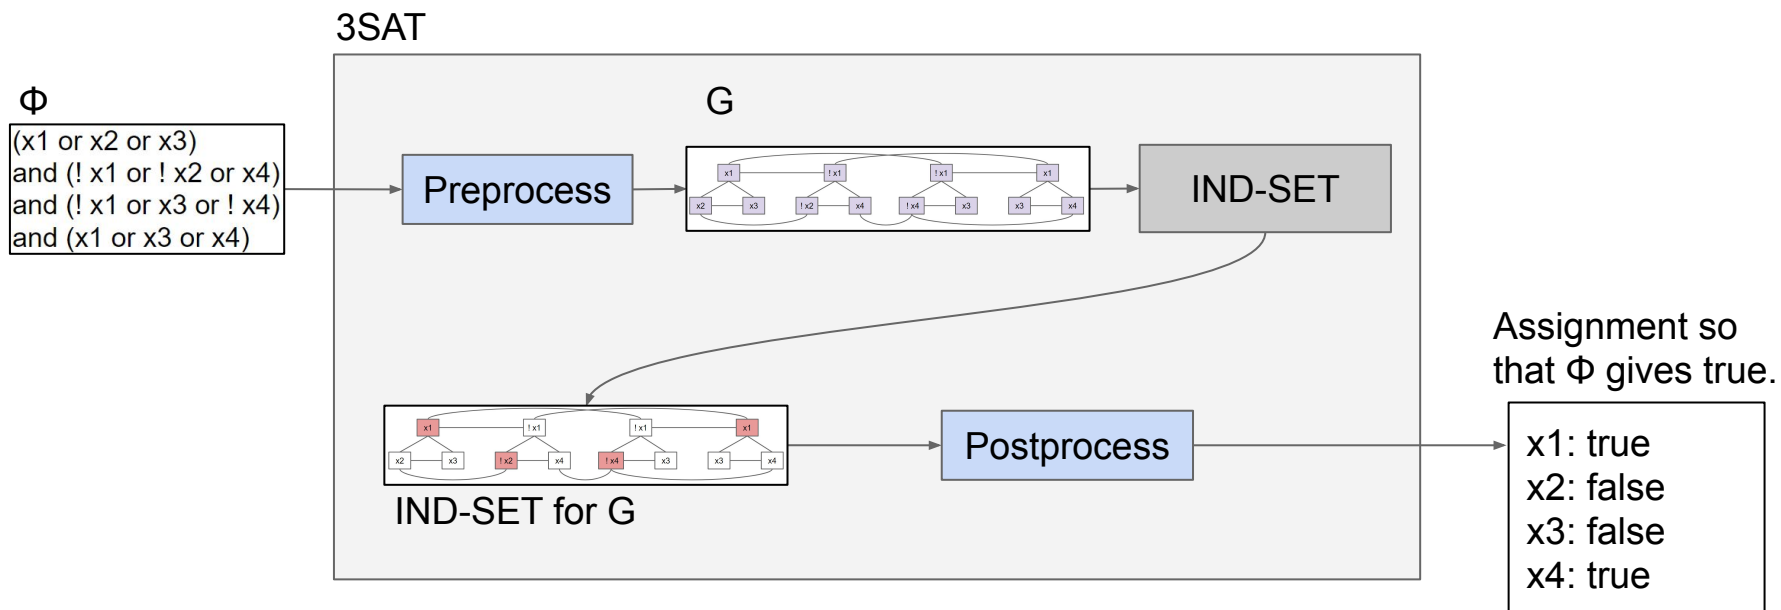 3SAT
Φ
(x1 or x2 or x3)
and (! x1 or ! x2 or x4)
and (! x1 or x3 or ! x4)
and (x1 or x3 or x4)
Preprocess
G
x1 ! x1 ! x1 x1
x2 x3 ! x2 x4 ! x4 x3 x3 x4
IND-SET
x1 ! x1 ! x1 x1
x2 x3 ! x2 x4 ! x4 x3 x3 x4
IND-SET for G
Postprocess
Assignment so
that Φ gives true.
x1: true
x2: false
x3: false
x4: true